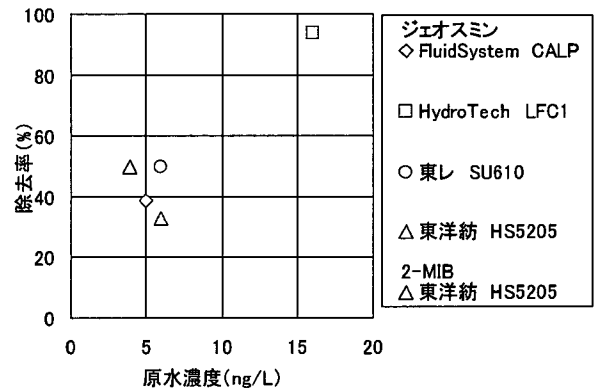 100
80
60
40
20
0
除去率(%)
0 5 10 15 20
原水濃度(ng/L)
ジェオスミン
◇ FluidSystem CALP
□ HydroTech LFC1
○ 東レ SU610
△ 東洋紡 HS5205
2-MIB
△ 東洋紡 HS5205